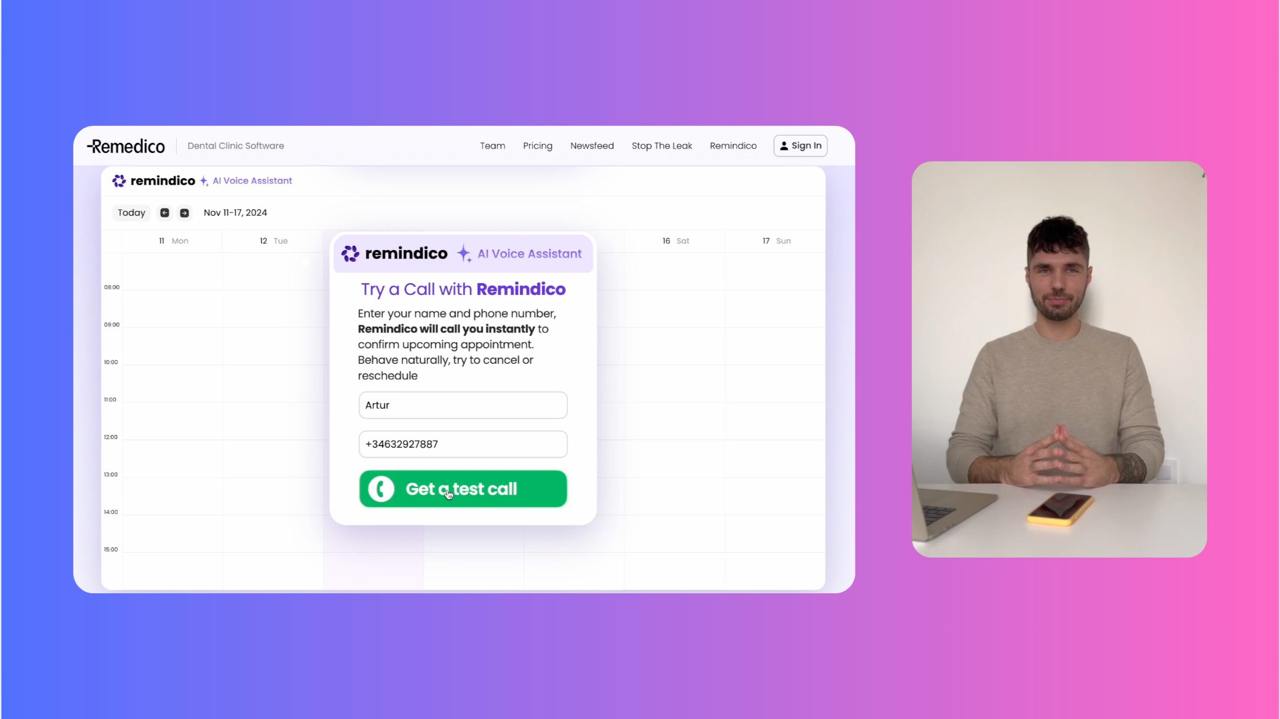 Remedico
Dental Clinic Software
Team
Pricing
Newsfeed
Stop The Leak
Remindico
Sign In
remindico
AI Voice Assistant
Today
Nov 11-17, 2024
11 Mon
12 Tue
16 Sat
17 Sun
08:00
09:00
10:00
11:00
12:00
13:00
14:00
15:00
remindico
AI Voice Assistant
Try a Call with Remindico
Enter your name and phone number,
Remindico will call you instantly to
confirm upcoming appointment.
Behave naturally, try to cancel or
reschedule
Artur
+34632927887
Get a test call